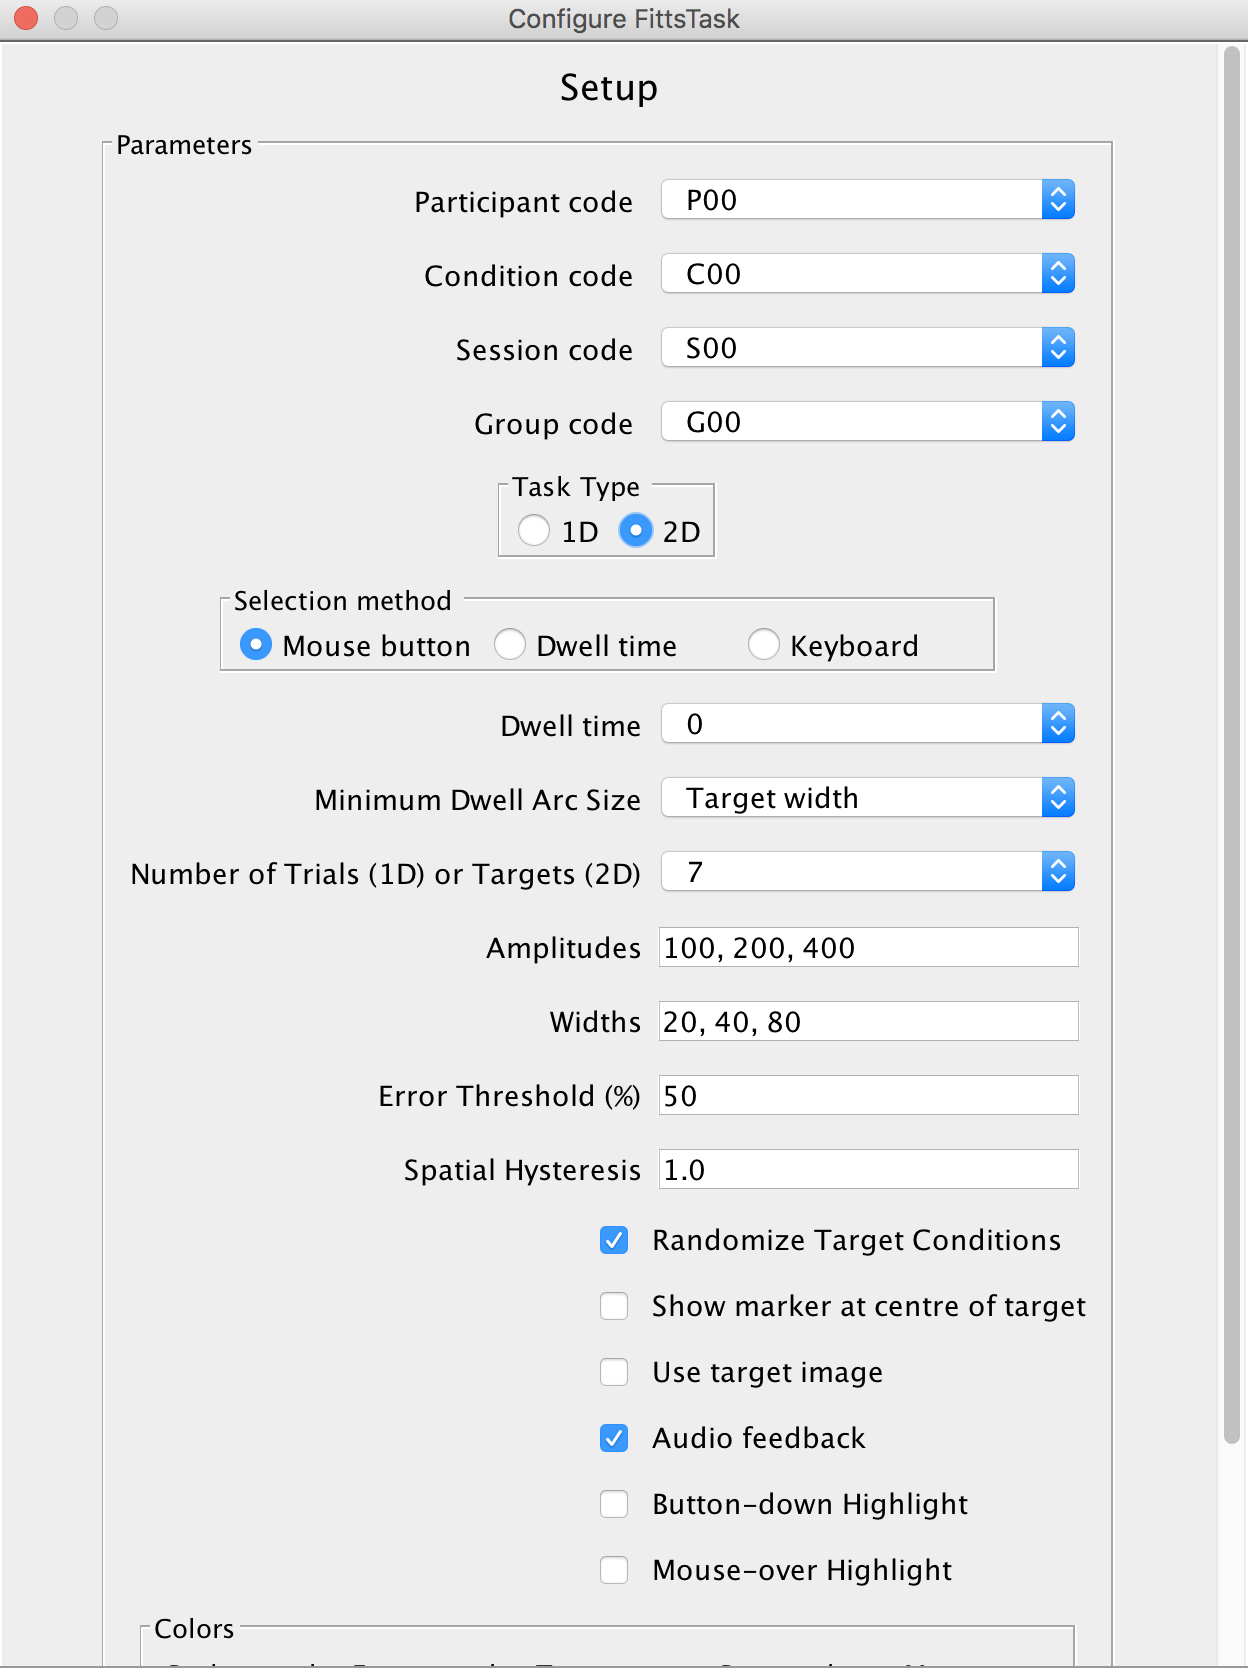 Configure FittsTask
Setup
Parameters
Participant code P00
Condition code C00
Session code S00
Group code G00
Task Type
1D 2D
Selection method
Mouse button Dwell time Keyboard
Dwell time 0
Minimum Dwell Arc Size Target width
Number of Trials (1D) or Targets (2D) 7
Amplitudes 100, 200, 400
Widths 20, 40, 80
Error Threshold (%) 50
Spatial Hysteresis 1.0
Randomize Target Conditions
Show marker at centre of target
Use target image
Audio feedback
Button-down Highlight
Mouse-over Highlight
Colors